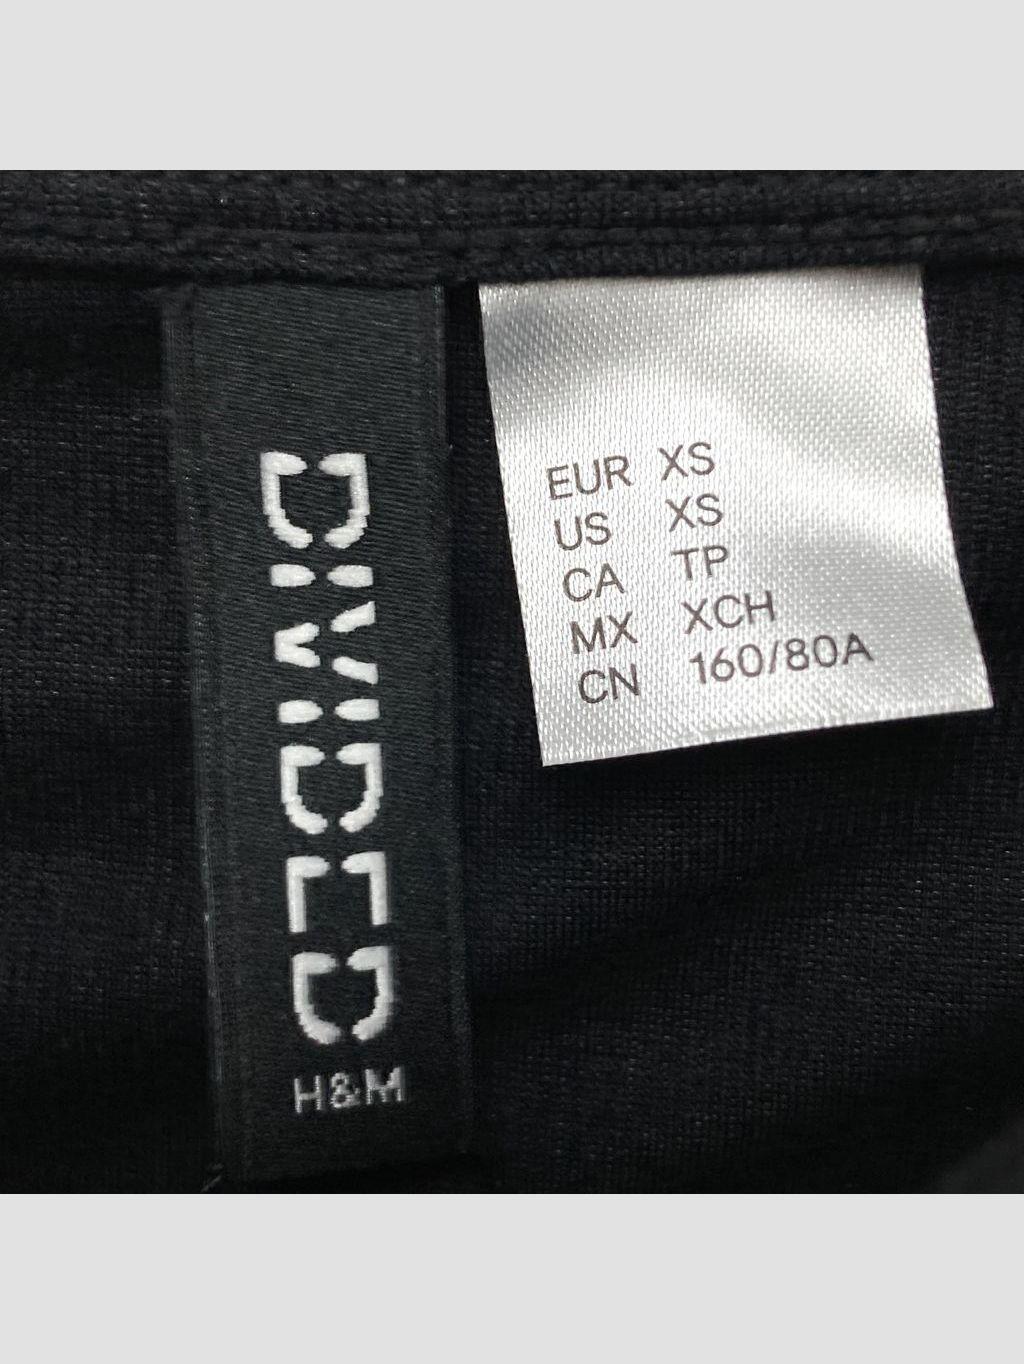 DIVIDED
H&M
EUR XS
US XS
CA TP
MX XCH
CN 160/80A